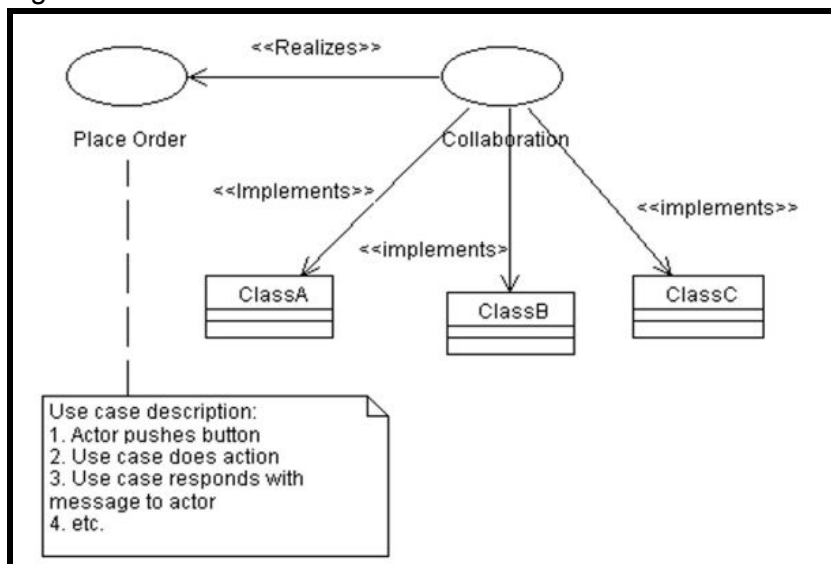 <<Realizes>>
Place Order
Collaboration
<<Implements>>
<<implements>>
<<implements>
ClassA
ClassB
ClassC
Use case description:
1. Actor pushes button
2. Use case does action
3. Use case responds with
message to actor
4. etc.